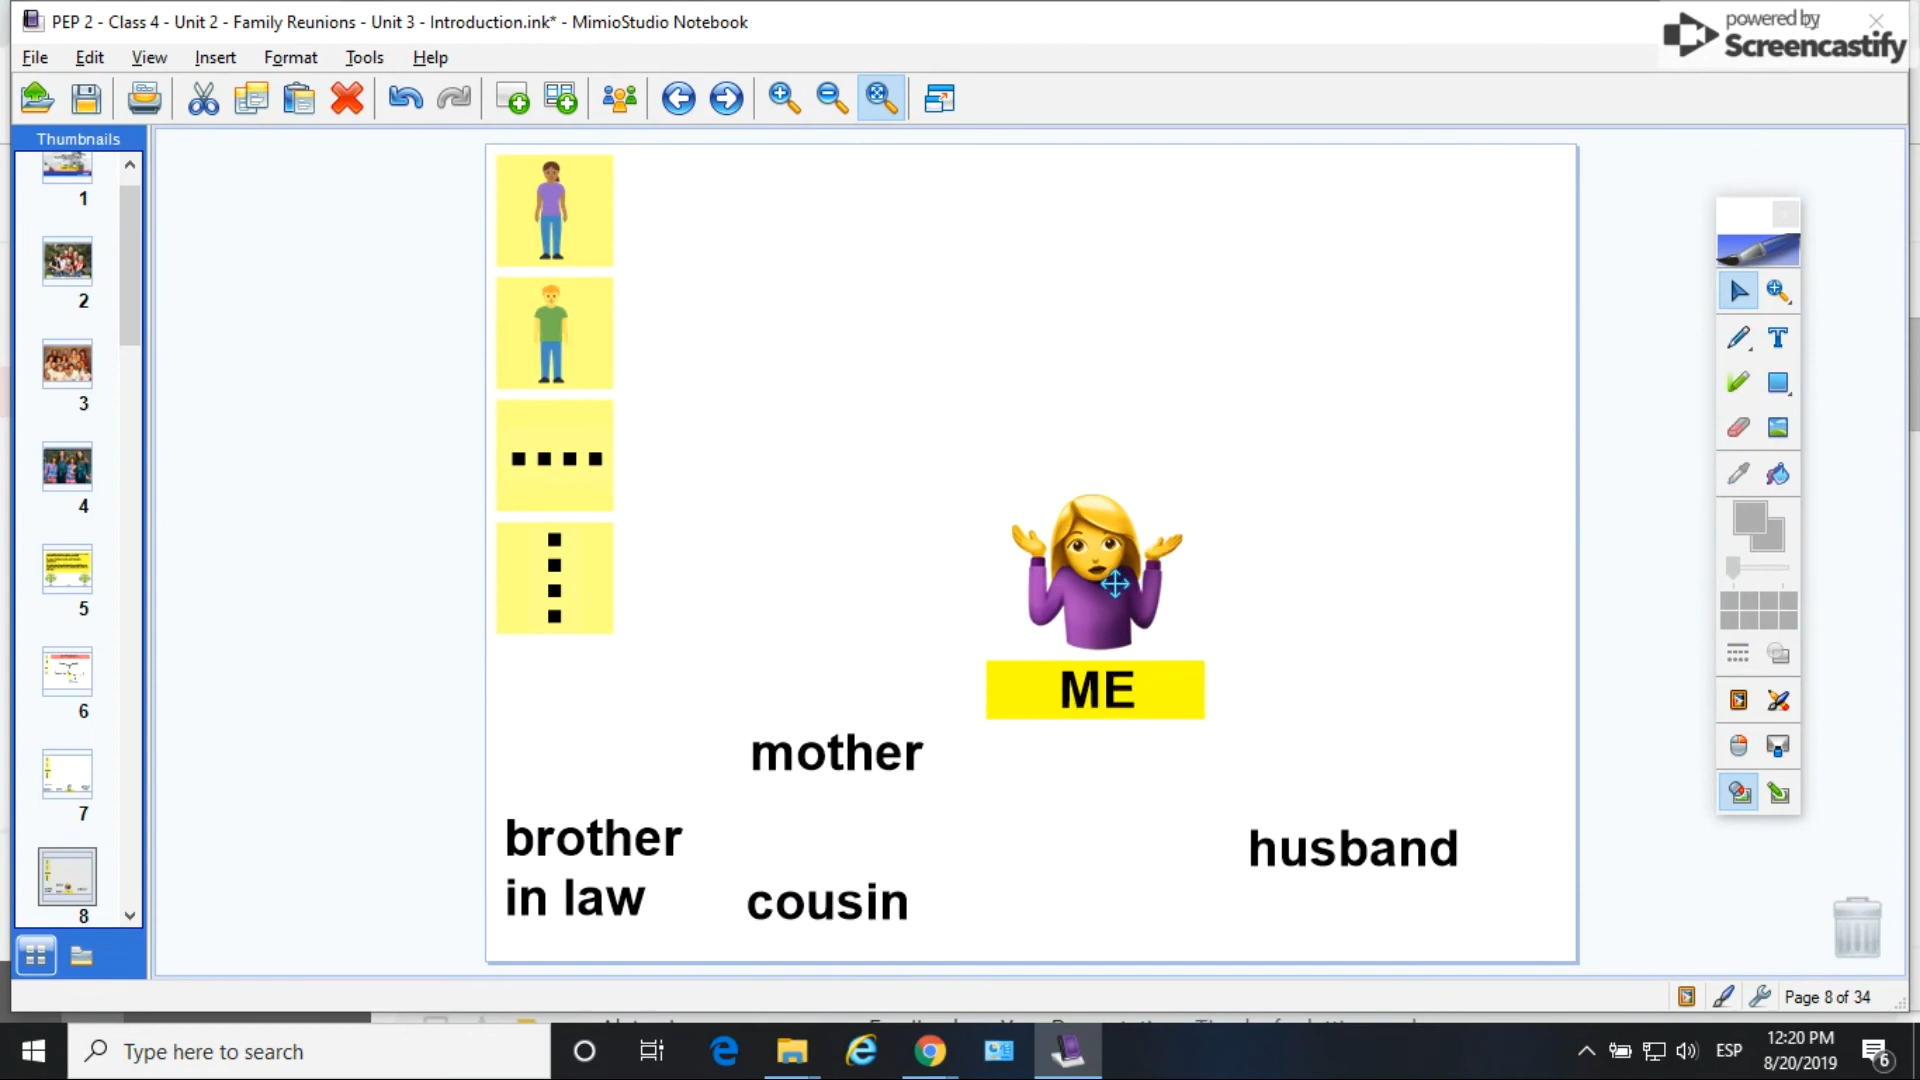 PEP 2 - Class 4 - Unit 2 - Family Reunions - Unit 3 - Introduction.ink* - MimioStudio Notebook
powered by
Screencastify
File Edit View Insert Format Tools Help
Thumbnails
1
2
3
4
5
6
7
8
ME
mother
brother
in law
cousin
husband
Page 8 of 34
Type here to search
ESP
12:20 PM
8/20/2019
6